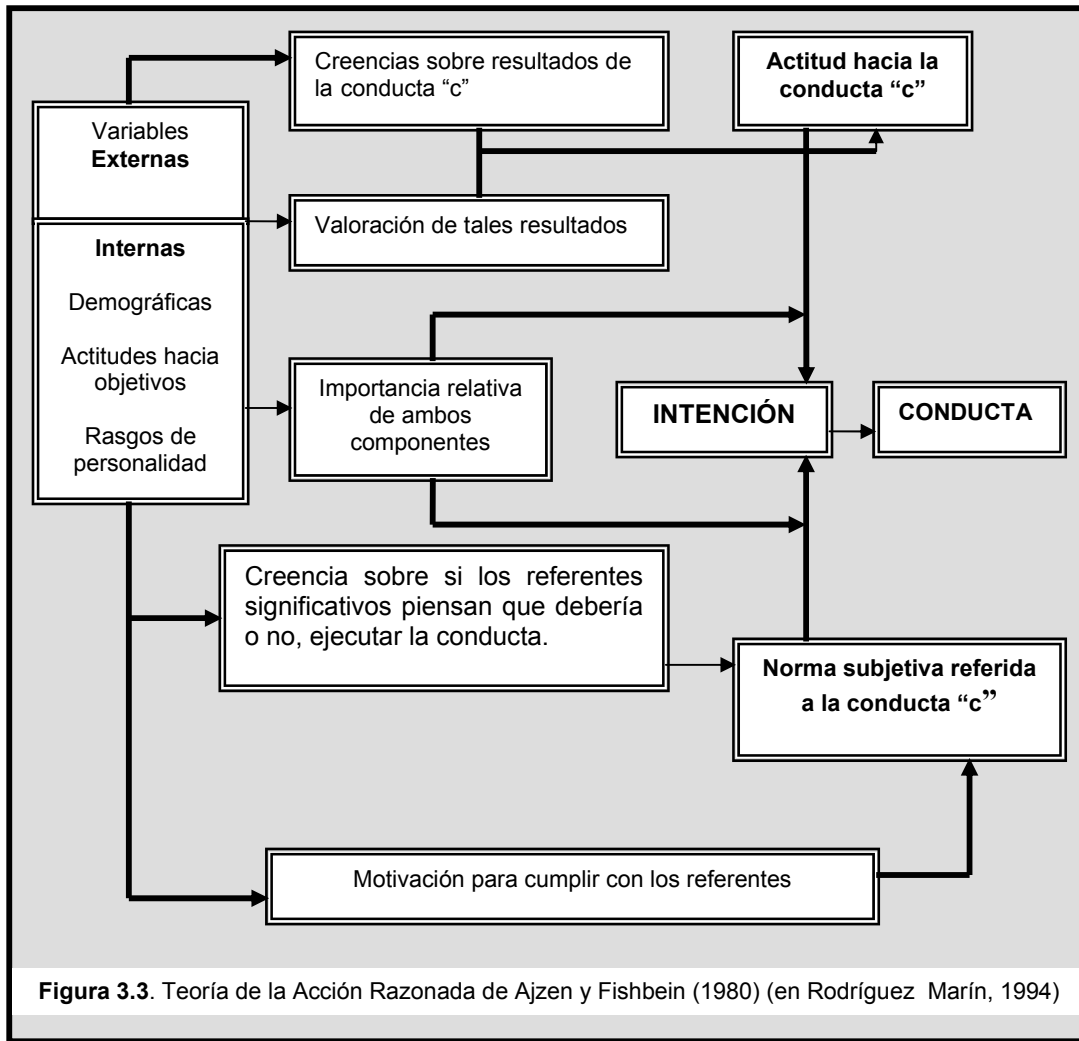 Creencias sobre resultados de
la conducta “c”
Actitud hacia la
conducta “c”
Variables
Externas
Valoración de tales resultados
Internas
Demográficas
Actitudes hacia
objetivos
Rasgos de
personalidad
Importancia relativa
de ambos
componentes
INTENCIÓN
CONDUCTA
Creencia sobre si los referentes
significativos piensan que debería
o no, ejecutar la conducta.
Norma subjetiva referida
a la conducta “c”
Motivación para cumplir con los referentes
Figura 3.3. Teoría de la Acción Razonada de Ajzen y Fishbein (1980) (en Rodríguez Marín, 1994)